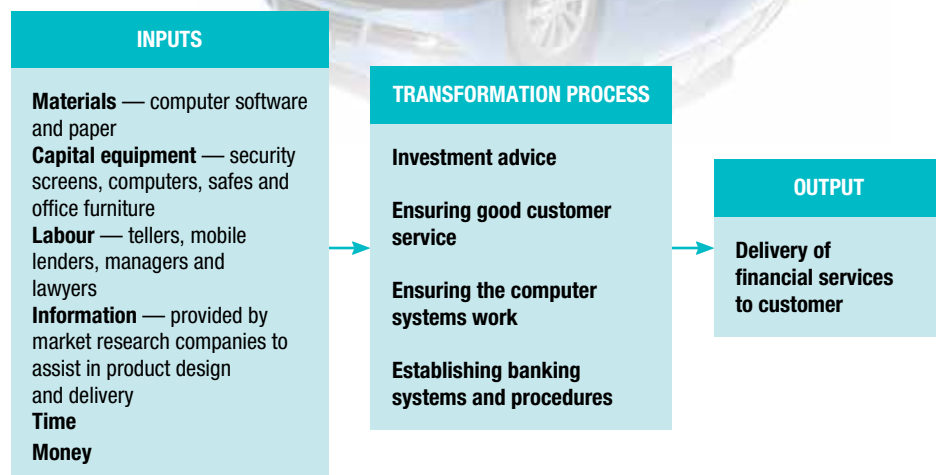 INPUTS
Materials — computer software
and paper
Capital equipment — security
screens, computers, safes and
office furniture
Labour — tellers, mobile
lenders, managers and
lawyers
Information — provided by
market research companies to
assist in product design
and delivery
Time
Money
TRANSFORMATION PROCESS
Investment advice
Ensuring good customer
service
Ensuring the computer
systems work
Establishing banking
systems and procedures
OUTPUT
Delivery of
financial services
to customer